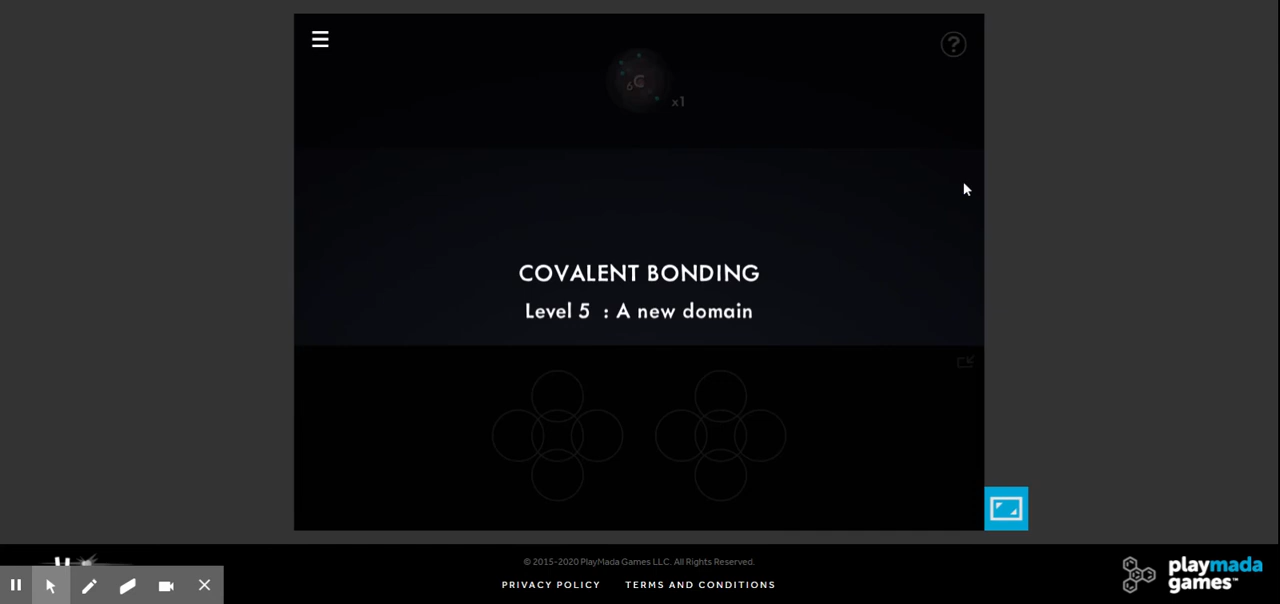 ?
6C
x1
COVALENT BONDING
Level 5 : A new domain
© 2015-2020 PlayMada Games LLC. All Rights Reserved.
PRIVACY POLICY TERMS AND CONDITIONS
playmada
games™